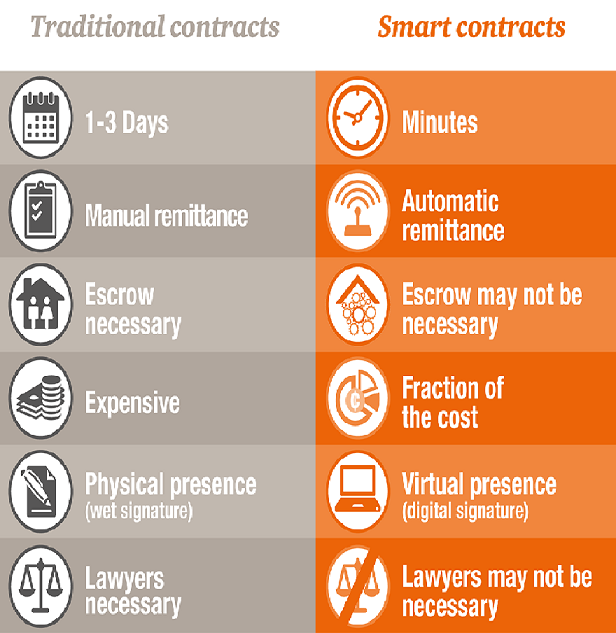 Traditional contracts
Smart contracts
1-3 Days
Minutes
Manual remittance
Automatic
remittance
Escrow
necessary
Escrow may not be
necessary
Expensive
Fraction of
the cost
Physical presence
(wet signature)
Virtual presence
(digital signature)
Lawyers
necessary
Lawyers may not be
necessary